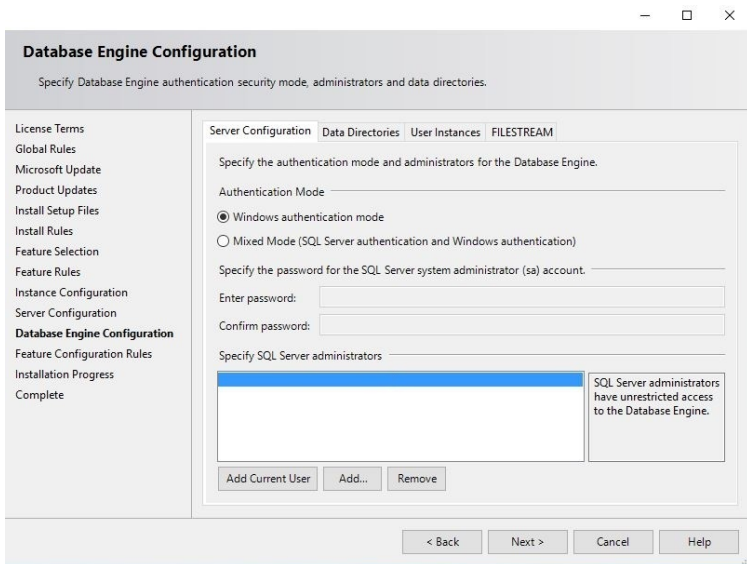 Database Engine Configuration
Specify Database Engine authentication security mode, administrators and data directories.
License Terms
Global Rules
Microsoft Update
Product Updates
Install Setup Files
Install Rules
Feature Selection
Feature Rules
Instance Configuration
Server Configuration
Database Engine Configuration
Feature Configuration Rules
Installation Progress
Complete
Server Configuration Data Directories User Instances FILESTREAM
Specify the authentication mode and administrators for the Database Engine.
Authentication Mode
Windows authentication mode
Mixed Mode (SQL Server authentication and Windows authentication)
Specify the password for the SQL Server system administrator (sa) account.
Enter password:
Confirm password:
Specify SQL Server administrators
SQL Server administrators
have unrestricted access
to the Database Engine.
Add Current User Add... Remove
< Back Next > Cancel Help